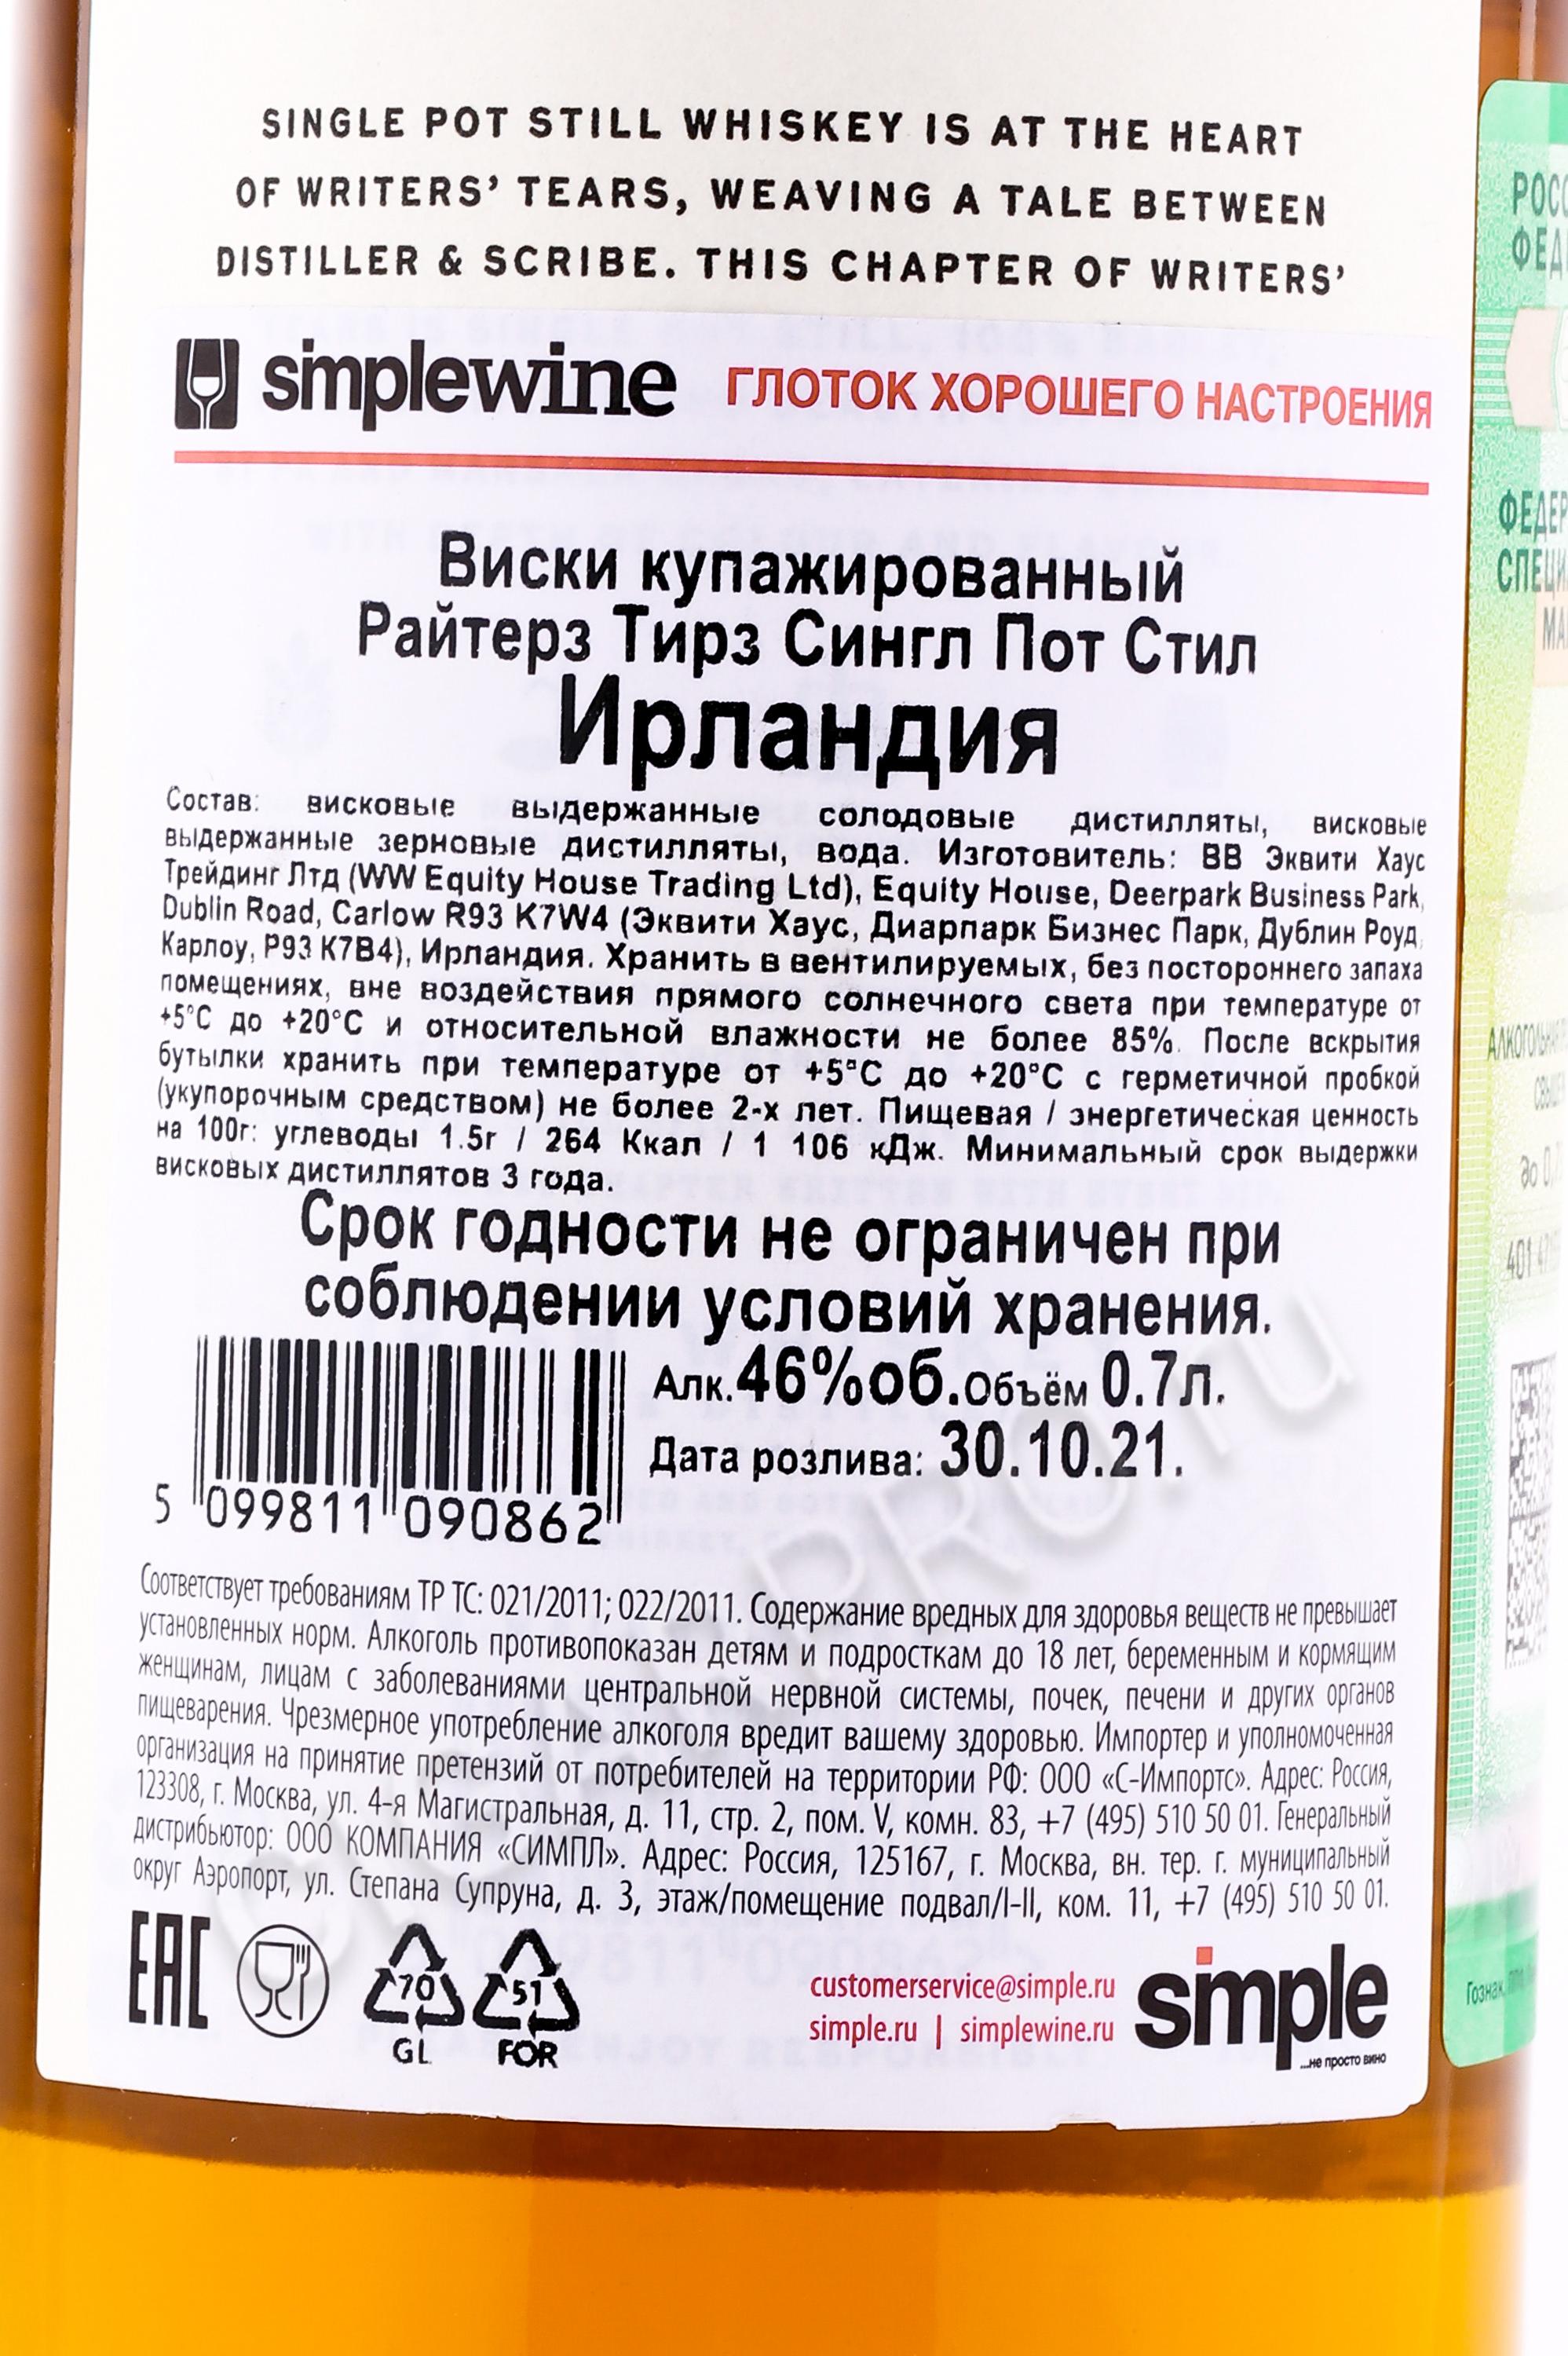 SINGLE POT STILL WHISKEY IS AT THE HEART
OF WRITERS’ TEARS, WEAVING A TALE BETWEEN
DISTILLER & SCRIBE. THIS CHAPTER OF WRITERS’
simplewine ГЛОТОК ХОРОШЕГО НАСТРОЕНИЯ
Виски купажированный
Райтерз Тирз Сингл Пот Стил
Ирландия
Состав: висковые выдержанные солодовые дистилляты, висковые
выдержанные зерновые дистилляты, вода. Изготовитель: ВВ Эквити Хаус
Трейдинг Лтд (WW Equity House Trading Ltd), Equity House, Deerpark Business Park,
Dublin Road, Carlow R93 K7W4 (Эквити Хаус, Диарпарк Бизнес Парк, Дублин Роуд,
Карлоу, Р93 К7В4), Ирландия. Хранить в вентилируемых, без постороннего запаха
помещениях, вне воздействия прямого солнечного света при температуре от
+5°С до +20°С и относительной влажности не более 85%. После вскрытия
бутылки хранить при температуре от +5°С до +20°С с герметичной пробкой
(укупорочным средством) не более 2-х лет. Пищевая / энергетическая ценность
на 100г: углеводы 1.5г / 264 Ккал / 1 106 кДж. Минимальный срок выдержки
висковых дистиллятов 3 года.
Срок годности не ограничен при
соблюдении условий хранения.
Алк.46%об.Объём 0.7л.
Дата розлива: 30.10.21.
5 099811 090862
Соответствует требованиям ТР ТС: 021/2011; 022/2011. Содержание вредных для здоровья веществ не превышает
установленных норм. Алкоголь противопоказан детям и подросткам до 18 лет, беременным и кормящим
женщинам, лицам с заболеваниями центральной нервной системы, почек, печени и других органов
пищеварения. Чрезмерное употребление алкоголя вредит вашему здоровью. Импортер и уполномоченная
организация на принятие претензий от потребителей на территории РФ: ООО «С-Импортс». Адрес: Россия,
123308, г. Москва, ул. 4-я Магистральная, д. 11, стр. 2, пом. V, комн. 83, +7 (495) 510 50 01. Генеральный
дистрибьютор: ООО КОМПАНИЯ «СИМПЛ». Адрес: Россия, 125167, г. Москва, вн. тер. г. муниципальный
округ Аэропорт, ул. Степана Супруна, д. 3, этаж/помещение подвал/I-II, ком. 11, +7 (495) 510 50 01.
EAC
70
GL
51
FOR
customerservice@simple.ru
simple.ru | simplewine.ru
simple
...не просто вино
Гознак